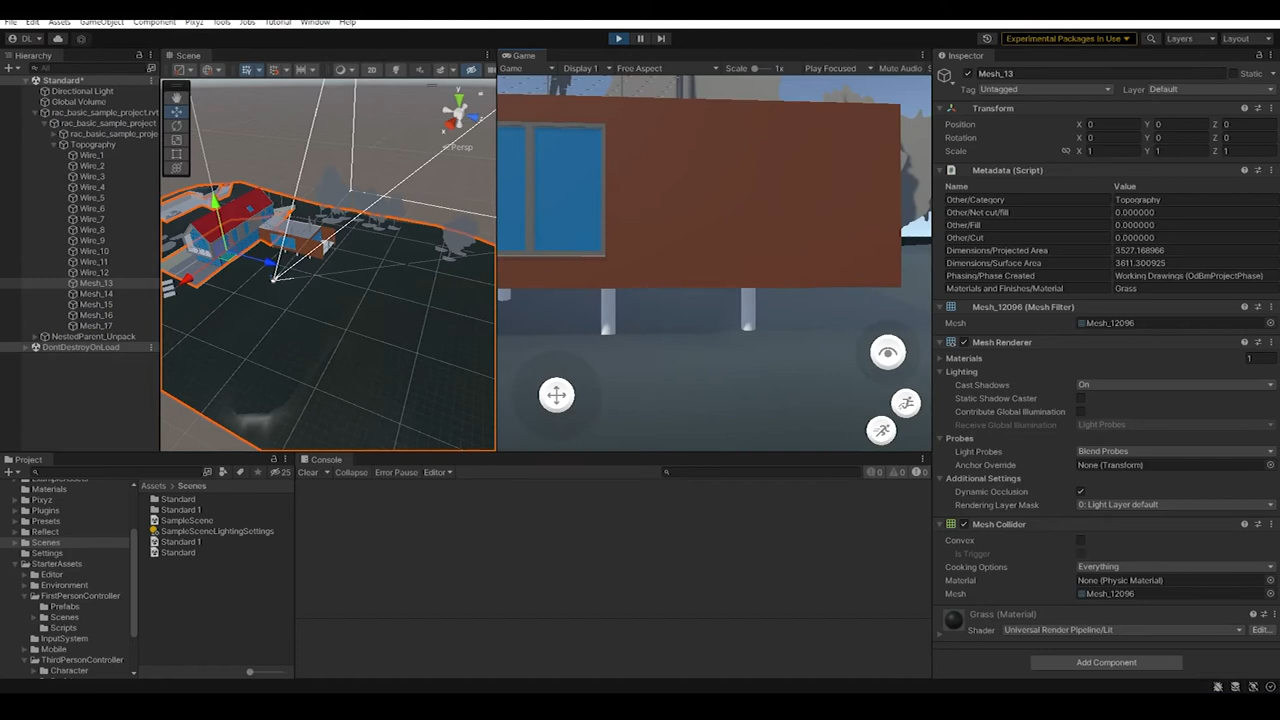 File Edit Assets GameObject Component Pixyz Tools Jobs Tutorial Window Help
DL
Experimental Packages In Use
Layers
Layout
Hierarchy
All
Standard*
Directional Light
Global Volume
rac_basic_sample_project.rvt
rac_basic_sample_project
rac_basic_sample_proje
Topography
Wire_1
Wire_2
Wire_3
Wire_4
Wire_5
Wire_6
Wire_7
Wire_8
Wire_9
Wire_10
Wire_11
Wire_12
Mesh_13
Mesh_14
Mesh_15
Mesh_16
Mesh_17
NestedParent_Unpack
DontDestroyOnLoad
Scene
2D
y
x
z
Persp
Game
Game Display 1 Free Aspect Scale 1x Play Focused Mute Audio
Inspector
Mesh_13 Static
Tag Untagged Layer Default
Transform
Position X 0 Y 0 Z 0
Rotation X 0 Y 0 Z 0
Scale X 1 Y 1 Z 1
Metadata (Script)
Name Value
Other/Category Topography
Other/Net cut/fill 0.000000
Other/Fill 0.000000
Other/Cut 0.000000
Dimensions/Projected Area 3527.168966
Dimensions/Surface Area 3611.300925
Phasing/Phase Created Working Drawings (OdBmProjectPhase)
Materials and Finishes/Material Grass
Mesh_12096 (Mesh Filter)
Mesh Mesh_12096
Mesh Renderer
Materials 1
Lighting
Cast Shadows On
Static Shadow Caster
Contribute Global Illumination
Receive Global Illumination Light Probes
Probes
Light Probes Blend Probes
Anchor Override None (Transform)
Additional Settings
Dynamic Occlusion
Rendering Layer Mask 0: Light Layer default
Mesh Collider
Convex
Is Trigger
Cooking Options Everything
Material None (Physic Material)
Mesh Mesh_12096
Grass (Material)
Shader Universal Render Pipeline/Lit Edit...
Add Component
Project
25
Materials
Pixyz
Plugins
Presets
Reflect
Scenes
Settings
StarterAssets
Editor
Environment
FirstPersonController
Prefabs
Scenes
Scripts
InputSystem
Mobile
ThirdPersonController
Character
Assets > Scenes
Standard
Standard 1
SampleScene
SampleSceneLightingSettings
Standard 1
Standard
Console
Clear Collapse Error Pause Editor
0 0 0